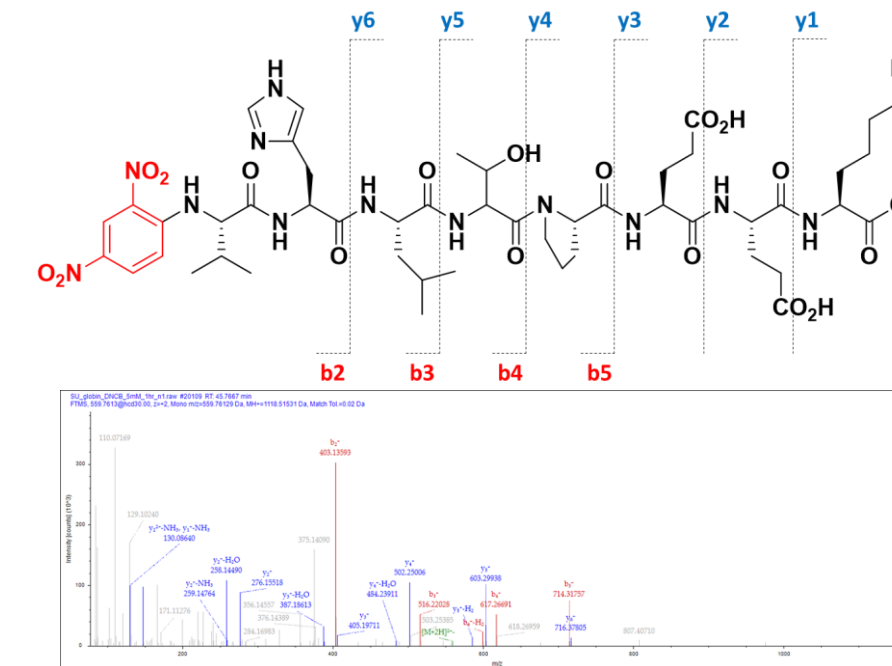 y6 y5 y4 y3 y2 y1
H
N
N
OH
CO₂H
NO₂
H
N
O
H
N
O
O
H
N
O
H
N
O
N
H
O
N
H
O
N
O
N
H
O
N
H
O
O₂N
CO₂H
b2 b3 b4 b5
SU_globin_DNCB_5mM_1hr_n1.raw #20109 RT: 45.7667 min
FTMS, 559.7613@hcd30.00, z=+2, Mono m/z=559.76129 Da, MH+=1118.51531 Da, Match Tol.=0.02 Da
Intensity [counts] (10^3)
300
200
100
0
110.07169
129.10240
y₂²⁺-NH₃, y₁⁺-NH₃
130.08640
171.11276
y₂⁺-NH₃
259.14764
y₂⁺-H₂O
258.14490
y₂⁺
276.15518
284.16983
356.14557
376.14389
y₃⁺-H₂O
387.18613
375.14090
b₂⁺
403.13593
y₃⁺
405.19711
y₄⁺-H₂O
484.23911
y₄⁺
502.25006
503.25385
b₃⁺
516.22028
[M+2H]²⁺
y₅⁺
603.29938
b₄⁺
617.26691
618.26959
b₅⁺
714.31757
y₆⁺
716.37805
807.40710
200 400 600 800 1000
m/z